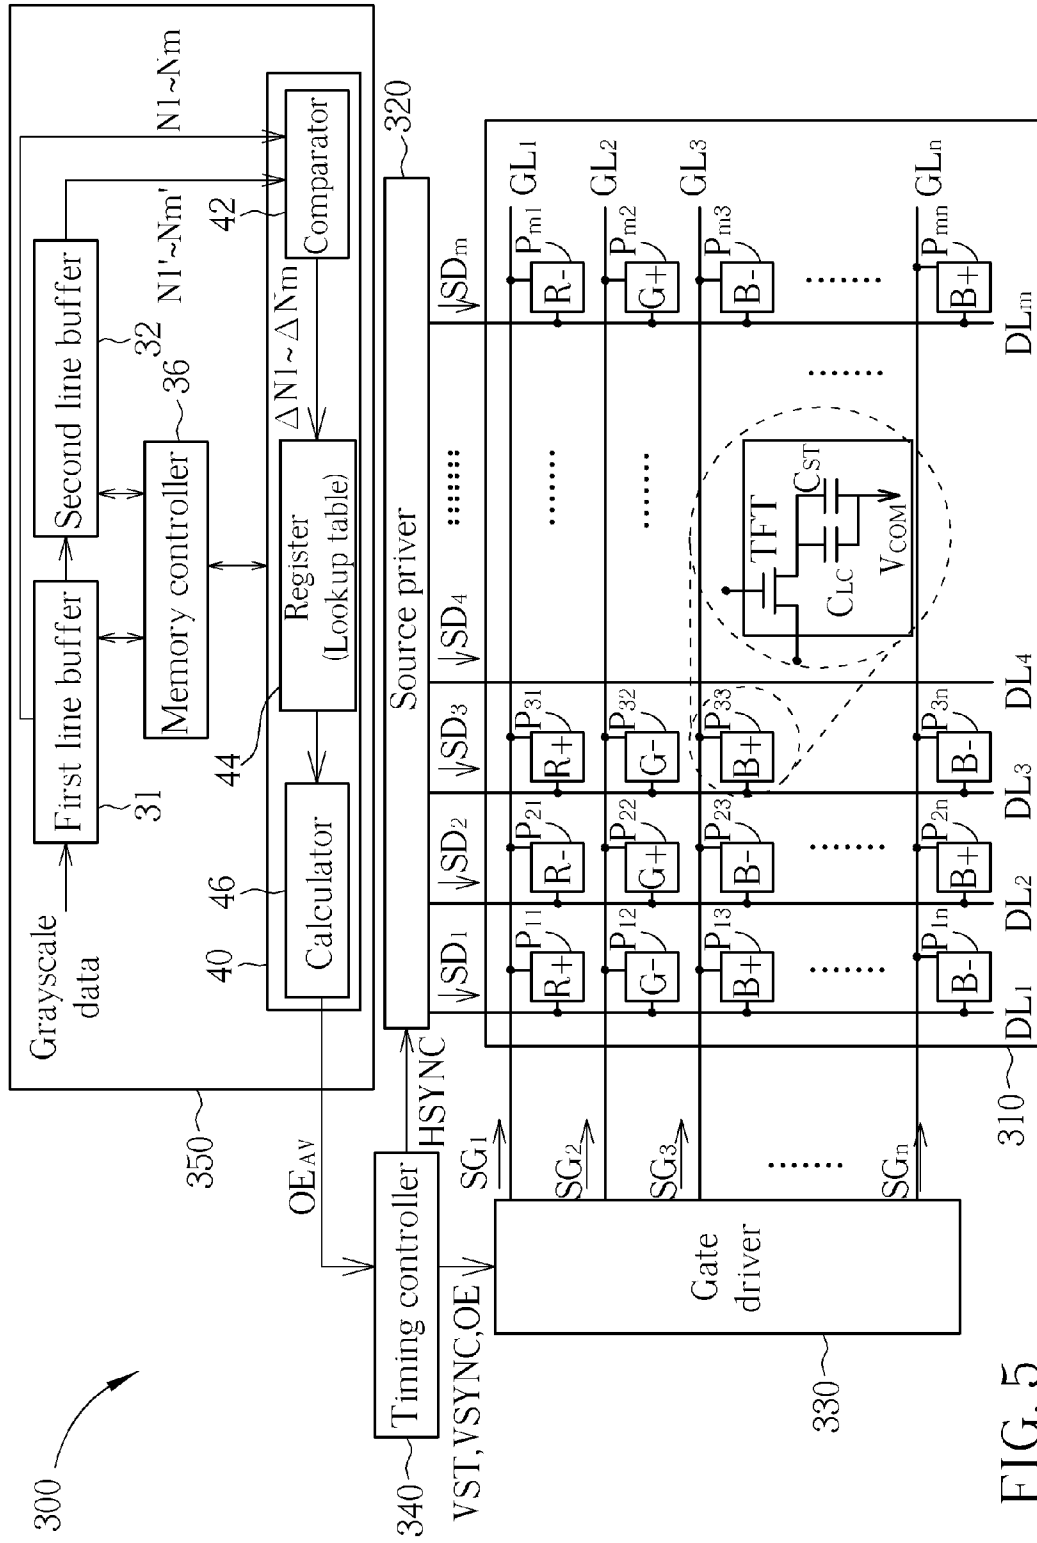 300
350
Grayscale
data
First line buffer
31
Second line buffer
32
N1~Nm
N1'~Nm'
Memory controller
36
40
46
Calculator
44
Register
(Lookup table)
ΔN1~ΔNm
42
Comparator
OEAV
340
Timing controller
HSYNC
Source priver
320
VST,VSYNC,OE
SD1
SD2
SD3
SD4
SDm
330
Gate
driver
SG1
SG2
SG3
SGn
R+
P11
R-
P21
R+
P31
R-
Pm1
GL1
G-
P12
G+
P22
G-
P32
G+
Pm2
GL2
B+
P13
B-
P23
B+
P33
B-
Pm3
GL3
TFT
CLC
CST
VCOM
B-
P1n
B+
P2n
B-
P3n
B+
Pmn
GLn
310
DL1
DL2
DL3
DL4
DLm
FIG. 5